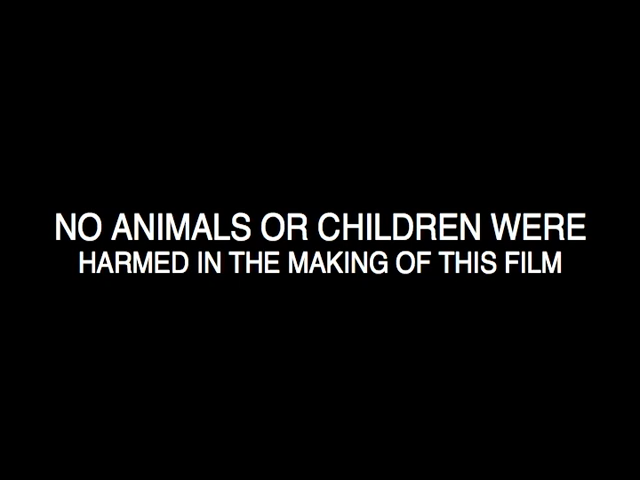 NO ANIMALS OR CHILDREN WERE
HARMED IN THE MAKING OF THIS FILM